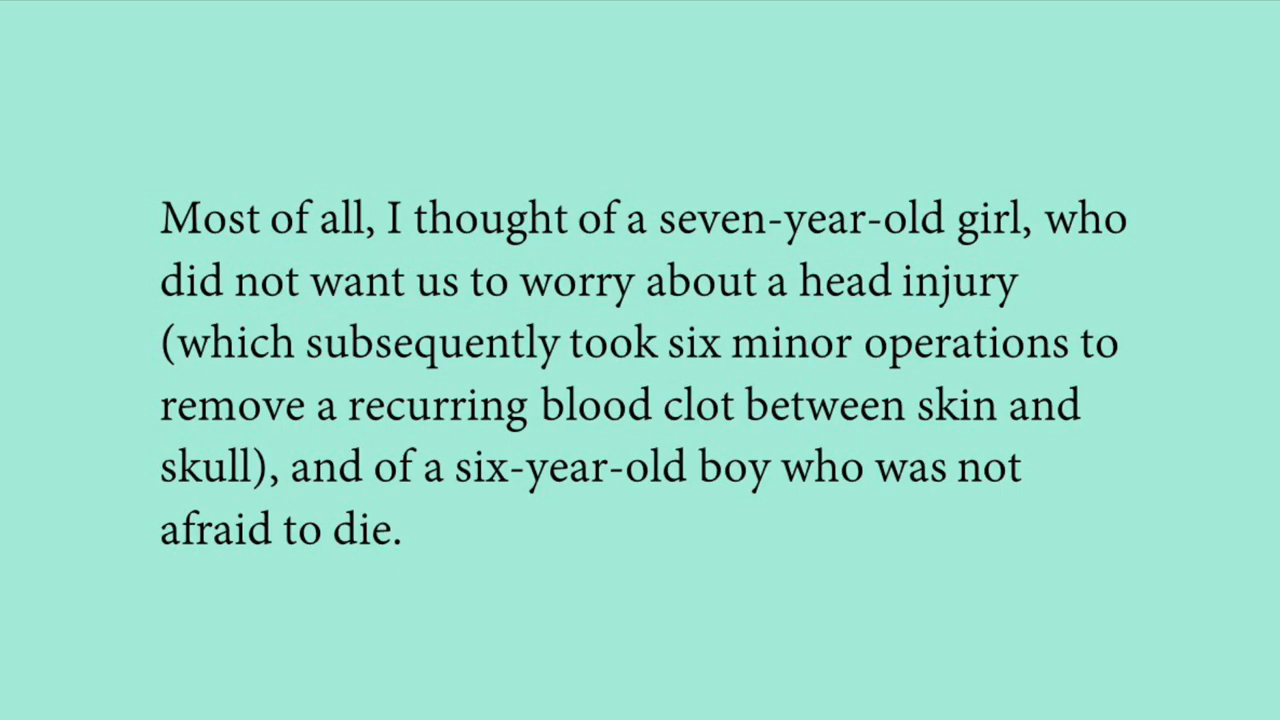 Most of all, I thought of a seven-year-old girl, who
did not want us to worry about a head injury
(which subsequently took six minor operations to
remove a recurring blood clot between skin and
skull), and of a six-year-old boy who was not
afraid to die.